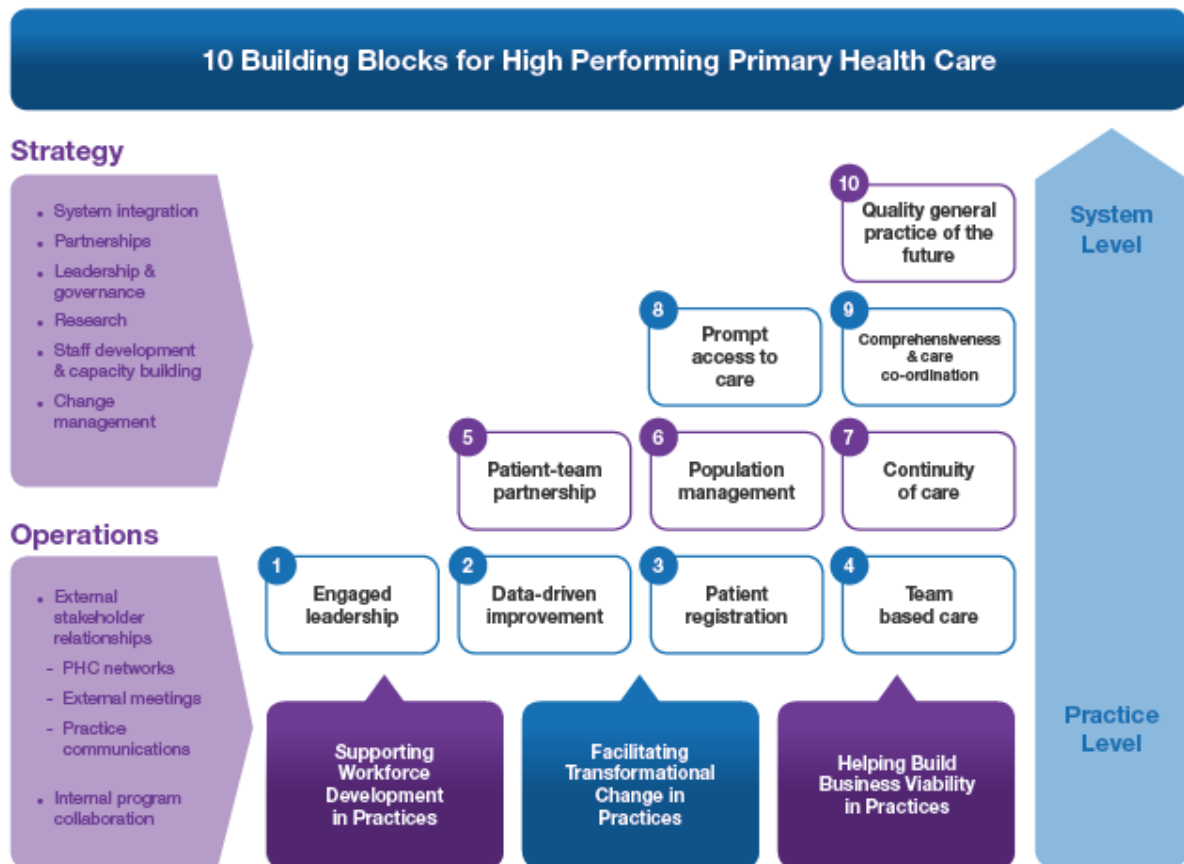 10 Building Blocks for High Performing Primary Health Care
Strategy
• System integration
• Partnerships
• Leadership &
governance
• Research
• Staff development
& capacity building
• Change
management
10
Quality general
practice of the
future
System
Level
8
Prompt
access to
care
9
Comprehensiveness
& care
co-ordination
5
Patient-team
partnership
6
Population
management
7
Continuity
of care
Operations
• External
stakeholder
relationships
- PHC networks
- External meetings
- Practice
communications
• Internal program
collaboration
1
Engaged
leadership
2
Data-driven
improvement
3
Patient
registration
4
Team
based care
Supporting
Workforce
Development
in Practices
Facilitating
Transformational
Change in
Practices
Helping Build
Business Viability
in Practices
Practice
Level